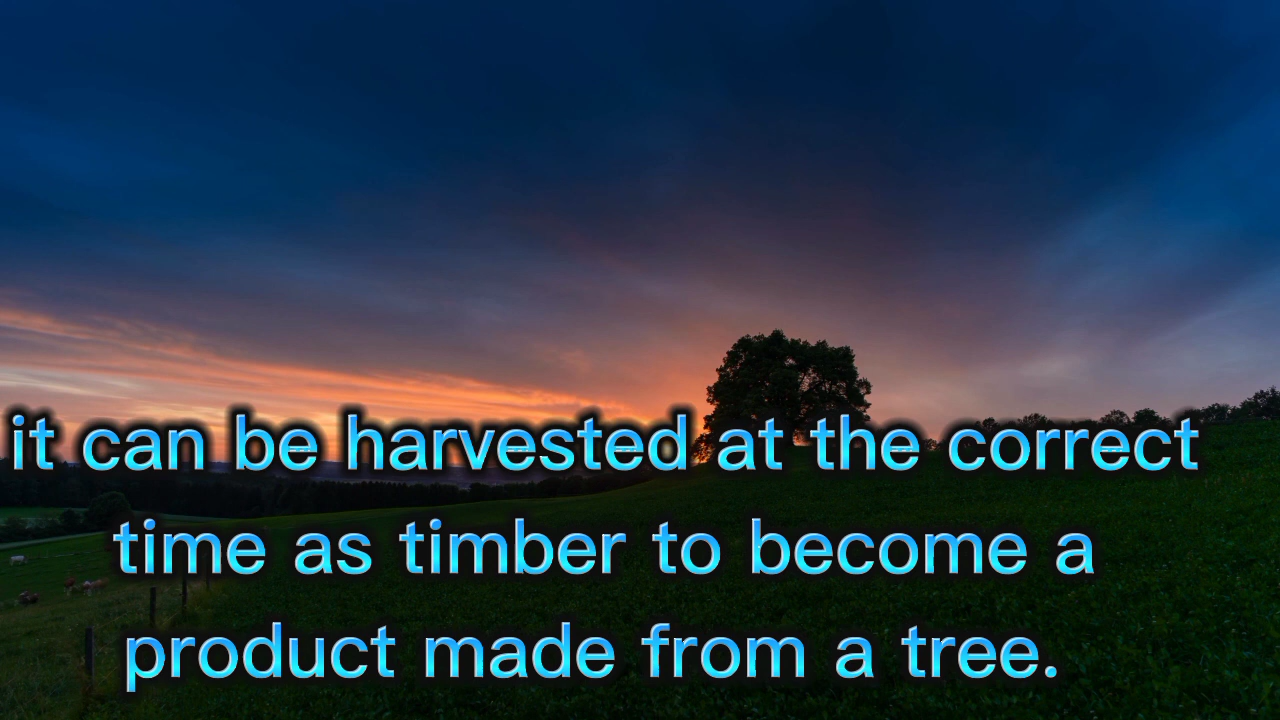 it can be harvested at the correct
time as timber to become a
product made from a tree.